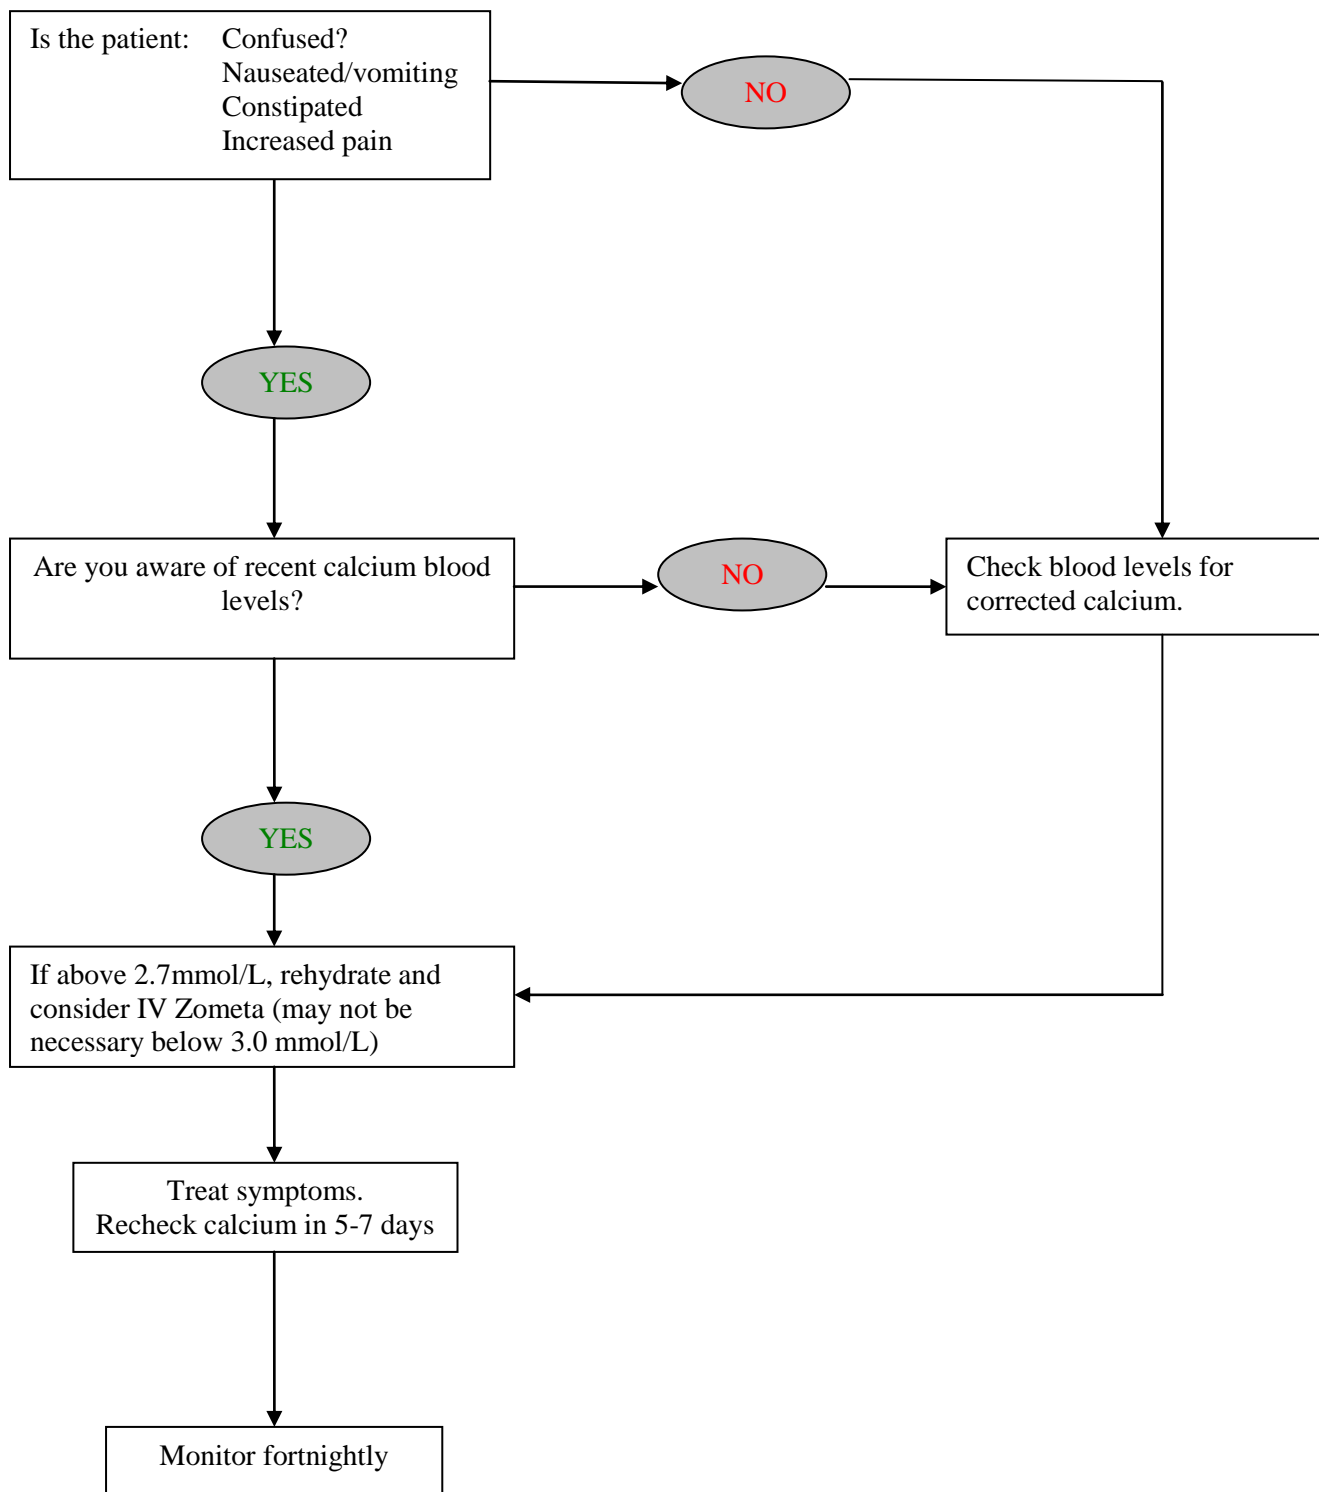 Is the patient: Confused?
Nauseated/vomiting
Constipated
Increased pain
NO
YES
Are you aware of recent calcium blood
levels?
NO
Check blood levels for
corrected calcium.
YES
If above 2.7mmol/L, rehydrate and
consider IV Zometa (may not be
necessary below 3.0 mmol/L)
Treat symptoms.
Recheck calcium in 5-7 days
Monitor fortnightly